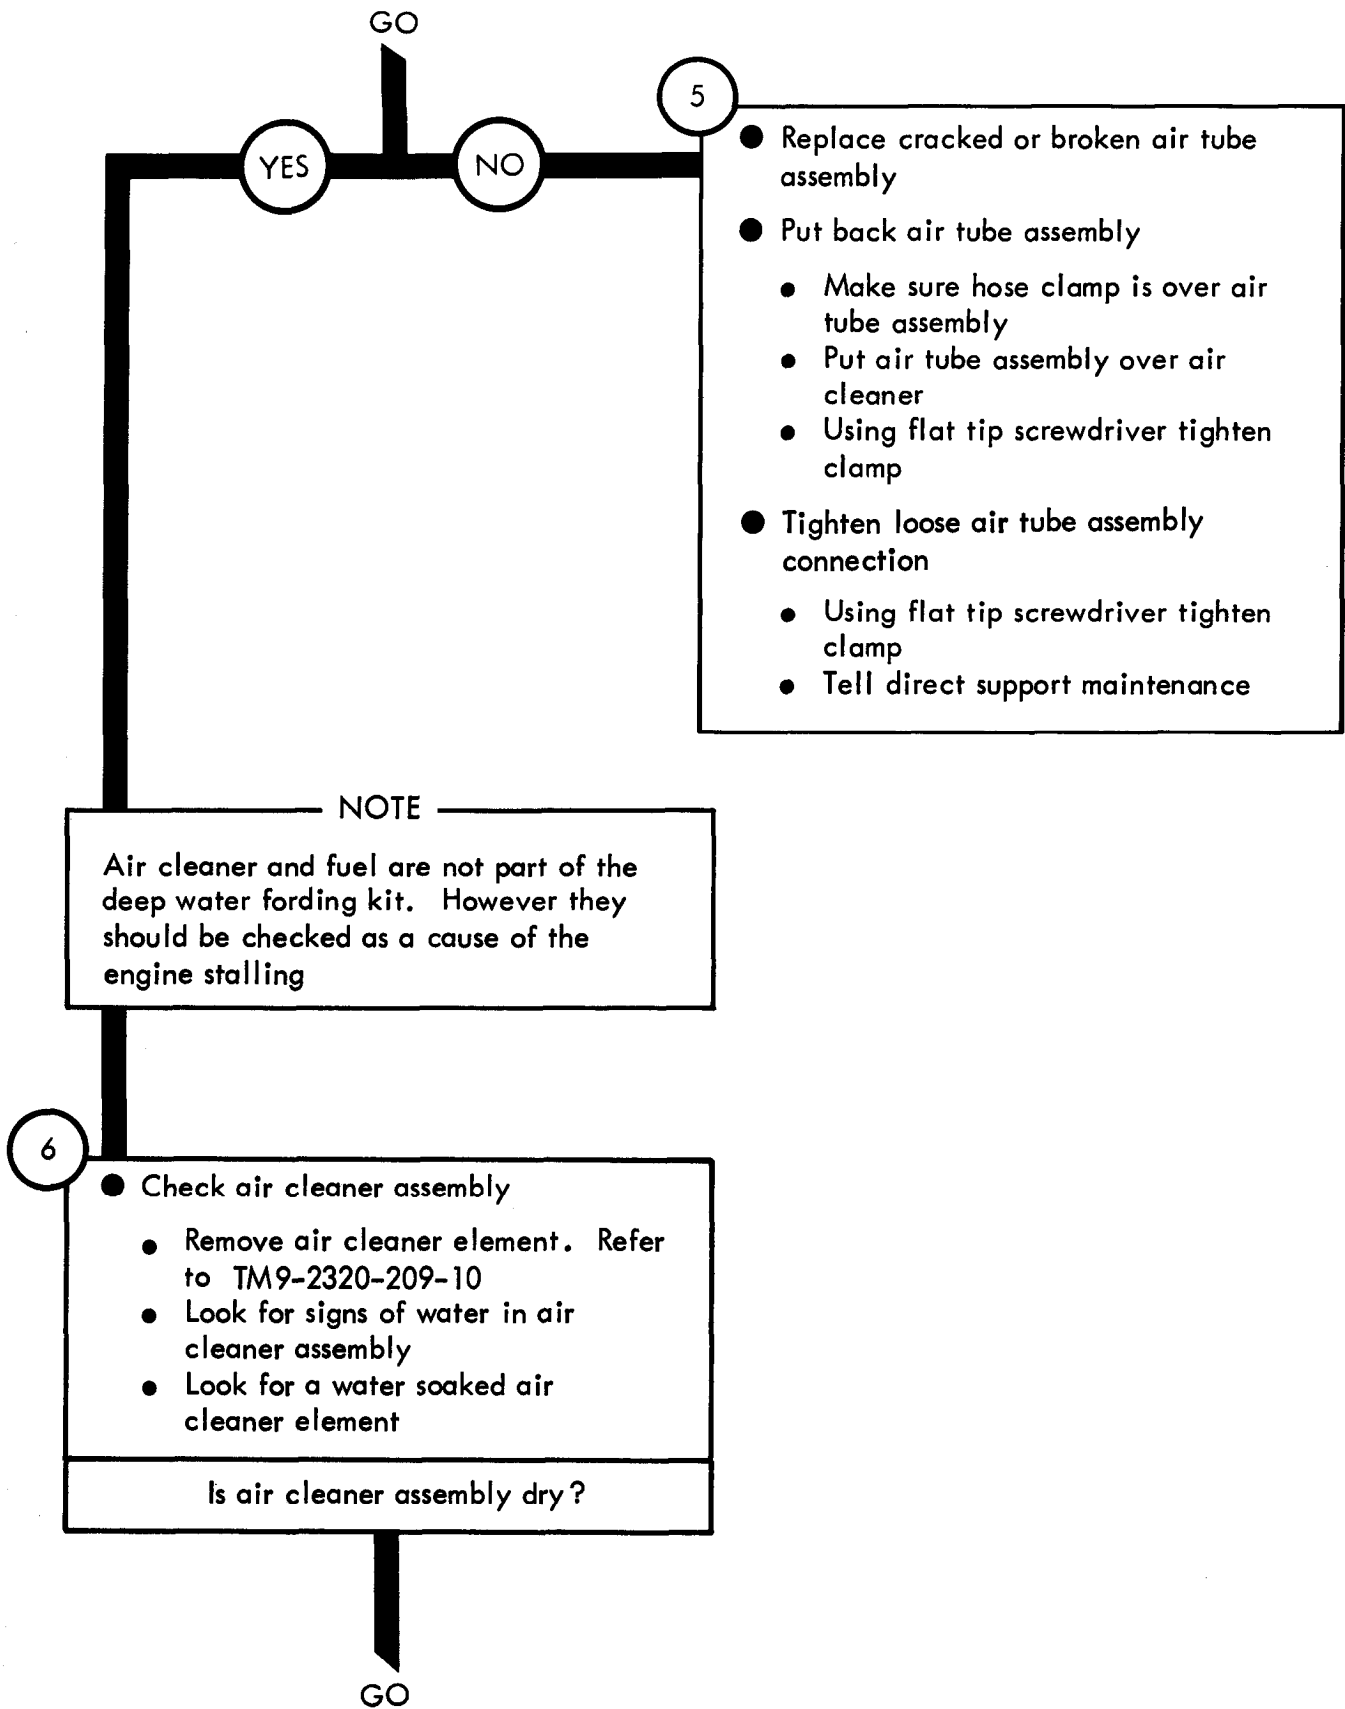 GO
YES
NO
5
● Replace cracked or broken air tube
assembly
● Put back air tube assembly
● Make sure hose clamp is over air
tube assembly
● Put air tube assembly over air
cleaner
● Using flat tip screwdriver tighten
clamp
● Tighten loose air tube assembly
connection
● Using flat tip screwdriver tighten
clamp
● Tell direct support maintenance
NOTE
Air cleaner and fuel are not part of the
deep water fording kit. However they
should be checked as a cause of the
engine stalling
6
● Check air cleaner assembly
● Remove air cleaner element. Refer
to TM9-2320-209-10
● Look for signs of water in air
cleaner assembly
● Look for a water soaked air
cleaner element
Is air cleaner assembly dry?
GO